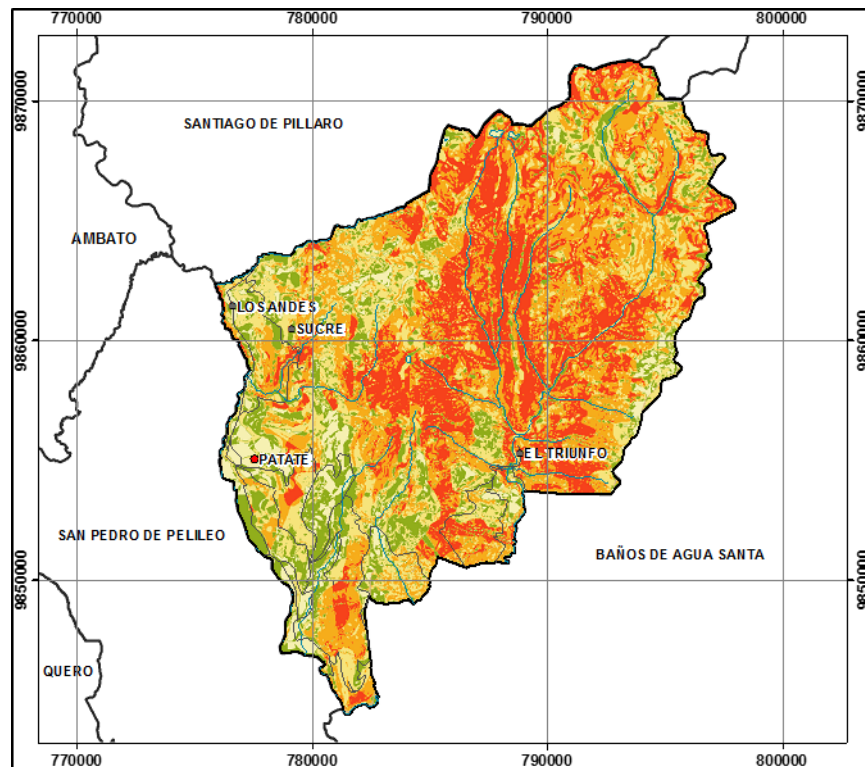 770000 780000 790000 800000
9870000 9870000
SANTIAGO DE PILLARO
AMBATO
LOS ANDES
SUCRE
9860000 9860000
PATATE
EL TRIUNFO
SAN PEDRO DE PELILEO
BAÑOS DE AGUA SANTA
9850000 9850000
QUERO
770000 780000 790000 800000